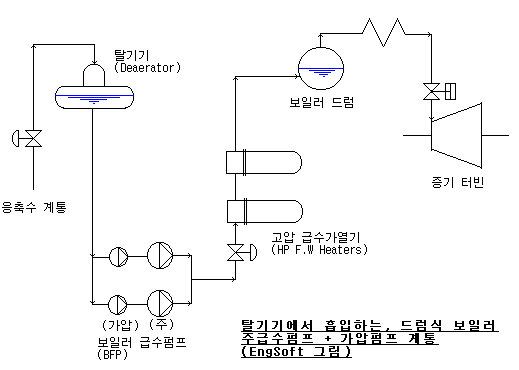 탈기기
(Deaerator)
보일러 드럼
증기 터빈
응축수 계통
고압 급수가열기
(HP F.W Heaters)
(가압) (주)
보일러 급수펌프
(BFP)
탈기기에서 흡입하는, 드럼식 보일러
주급수펌프 + 가압펌프 계통
(EngSoft 그림)